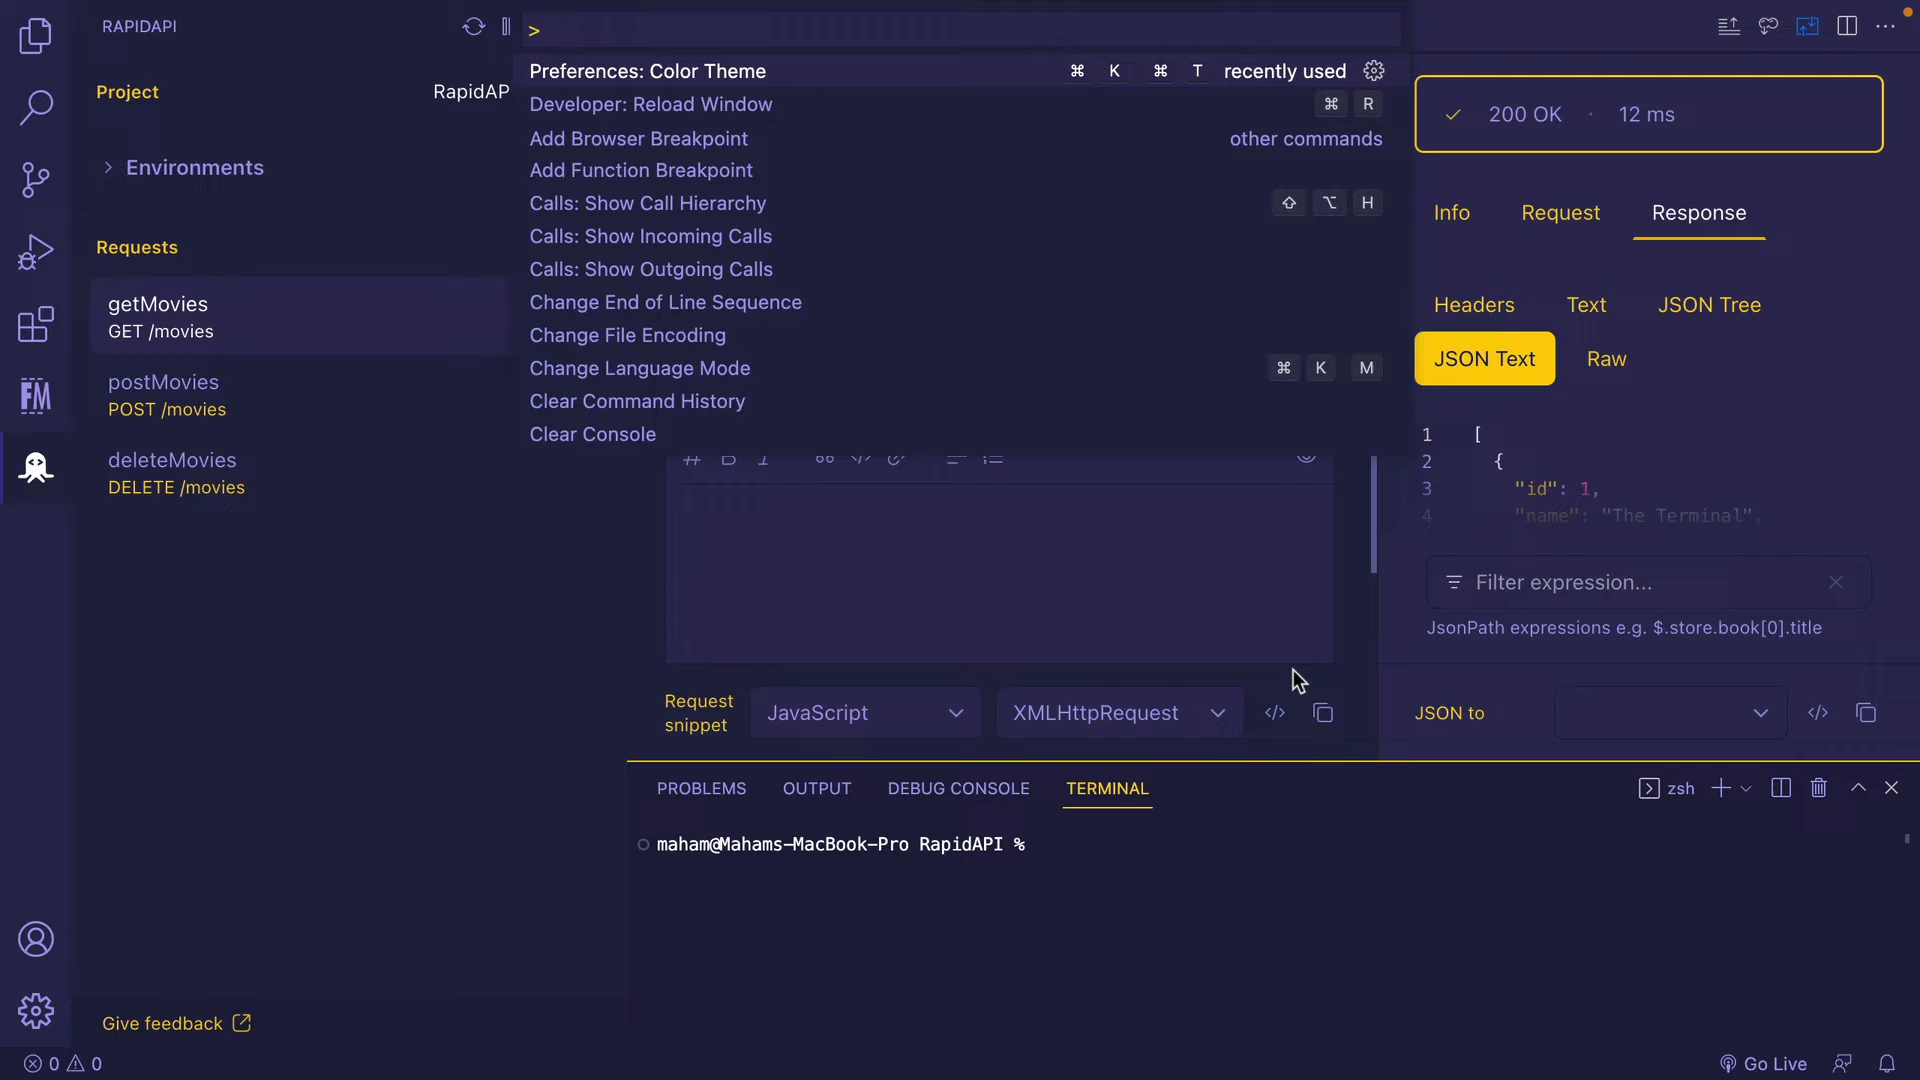 RAPIDAPI
Project
RapidAP
Environments
Requests
getMovies
GET /movies
postMovies
POST /movies
deleteMovies
DELETE /movies
Give feedback
FM
>
Preferences: Color Theme ⌘ K ⌘ T recently used
Developer: Reload Window ⌘ R
Add Browser Breakpoint other commands
Add Function Breakpoint
Calls: Show Call Hierarchy ⇧ ⌥ H
Calls: Show Incoming Calls
Calls: Show Outgoing Calls
Change End of Line Sequence
Change File Encoding
Change Language Mode ⌘ K M
Clear Command History
Clear Console
Request
snippet
JavaScript
XMLHttpRequest
200 OK · 12 ms
Info Request Response
Headers Text JSON Tree
JSON Text Raw
1 [
2 {
3 "id": 1,
4 "name": "The Terminal",
Filter expression...
JsonPath expressions e.g. $.store.book[0].title
JSON to
PROBLEMS OUTPUT DEBUG CONSOLE TERMINAL
zsh
maham@Mahams-MacBook-Pro RapidAPI %
0 0
Go Live